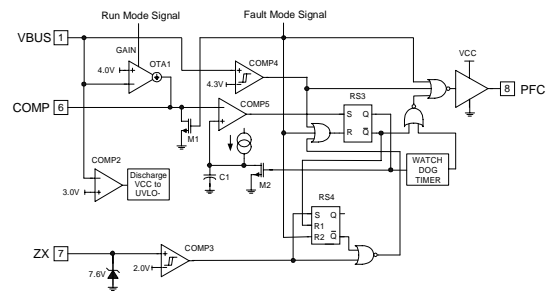 Run Mode Signal
Fault Mode Signal
VBUS 1
GAIN
OTA1
4.0V
VCC
COMP4
4.3V
RS3
8 PFC
COMP 6
COMP5
S Q
R Q
M1
C1
M2
WATCH
DOG
TIMER
COMP2
3.0V
Discharge
VCC to
UVLO-
RS4
S Q
R1
R2 Q
ZX 7
COMP3
7.6V
2.0V